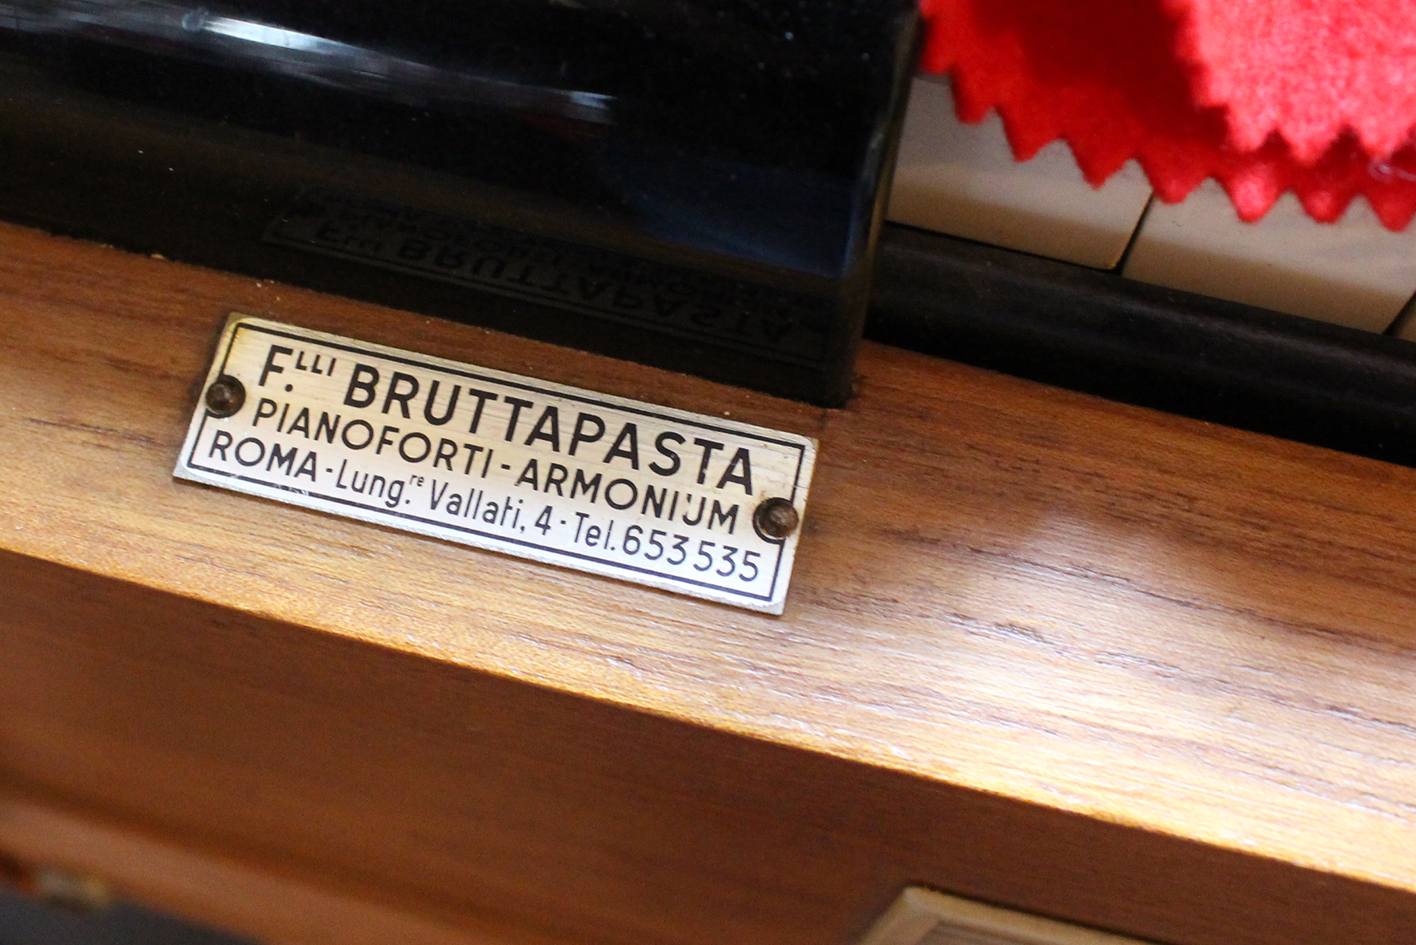 F.LLI BRUTTAPASTA
PIANOFORTI-ARMONIUM
ROMA-Lung.re Vallati, 4-Tel.653535